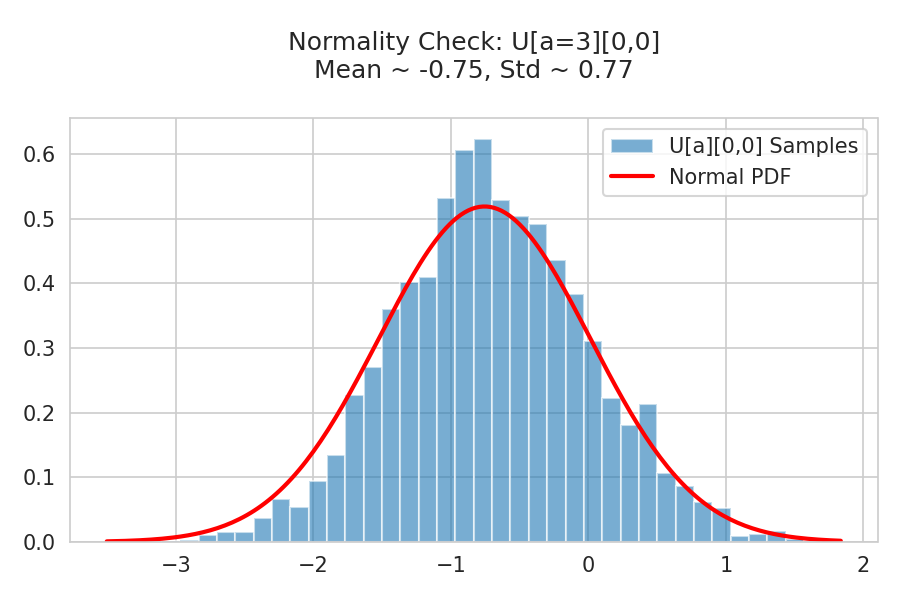 Normality Check: U[a=3][0,0]
Mean ~ -0.75, Std ~ 0.77
U[a][0,0] Samples
Normal PDF
0.6
0.5
0.4
0.3
0.2
0.1
0.0
−3 −2 −1 0 1 2